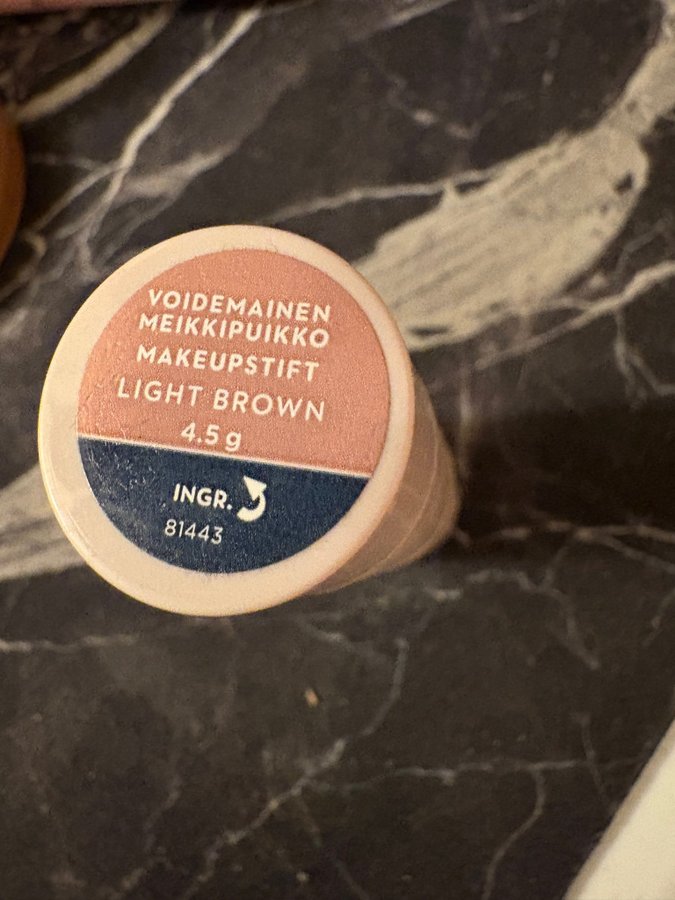 VOIDEMAINEN
MEIKKIPUIKKO
MAKEUPSTIFT
LIGHT BROWN
4.5 g
INGR.
81443